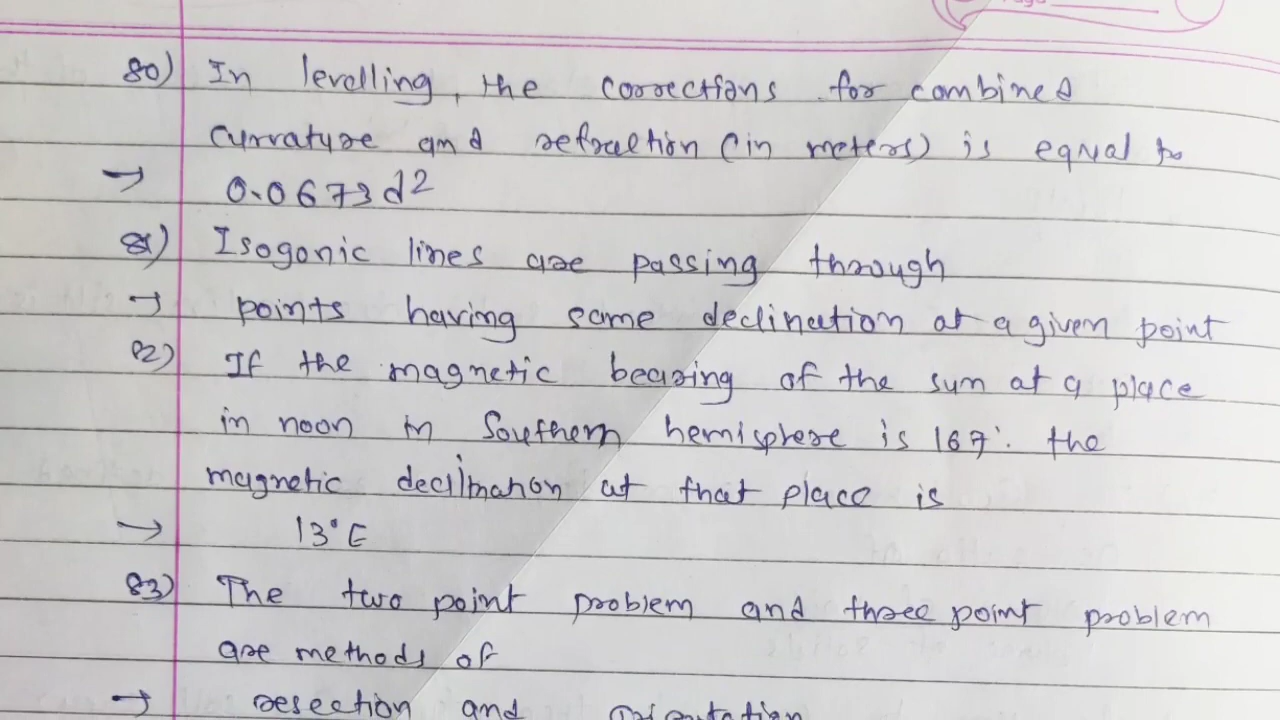 80) In levelling, the corrections for combined
curvature and refraction (in meters) is equal to
→ 0.0673d2
81) Isogonic lines are passing through
→ points having same declination at a given point
82) If the magnetic bearing of the sun at a place
in noon in Southern hemisphere is 167°. the
magnetic declination at that place is
→ 13°E
83) The two point problem and three point problem
are methods of
→ resection and orientation